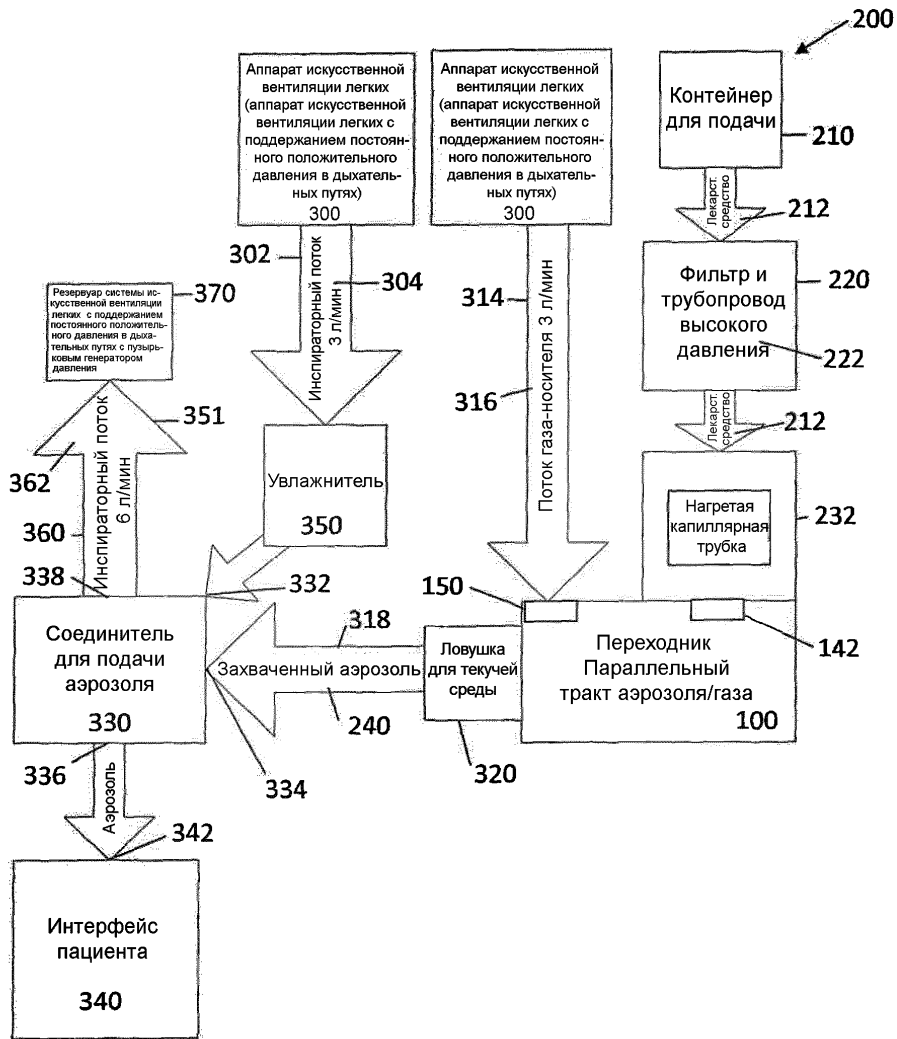 200
Аппарат искусственной
вентиляции легких
(аппарат искусственной
вентиляции легких с
поддержанием постоян-
ного положительного
давления в дыхатель-
ных путях)
300
Аппарат искусственной
вентиляции легких
(аппарат искусственной
вентиляции легких с
поддержанием постоян-
ного положительного
давления в дыхатель-
ных путях)
300
Контейнер
для подачи
210
Лекарст.
средство
212
302
Инспираторный поток
3 л/мин
304
314
Поток газа-носителя 3 л/мин
316
Фильтр и
трубопровод
высокого
давления
220
222
Лекарст.
средство
212
370
Резервуар системы ис-
кусственной вентиляции
легких с поддержанием
постоянного положитель-
ного давления в дыха-
тельных путях с пузырь-
ковым генератором
давления
351
362
360
Инспираторный поток
6 л/мин
338
Увлажнитель
350
332
Нагретая
капиллярная
трубка
232
150
142
Соединитель
для подачи
аэрозоля
330
336
318
Захваченный аэрозоль
240
334
Ловушка
для текучей
среды
320
Переходник
Параллельный
тракт аэрозоля/газа
100
Аэрозоль
342
Интерфейс
пациента
340